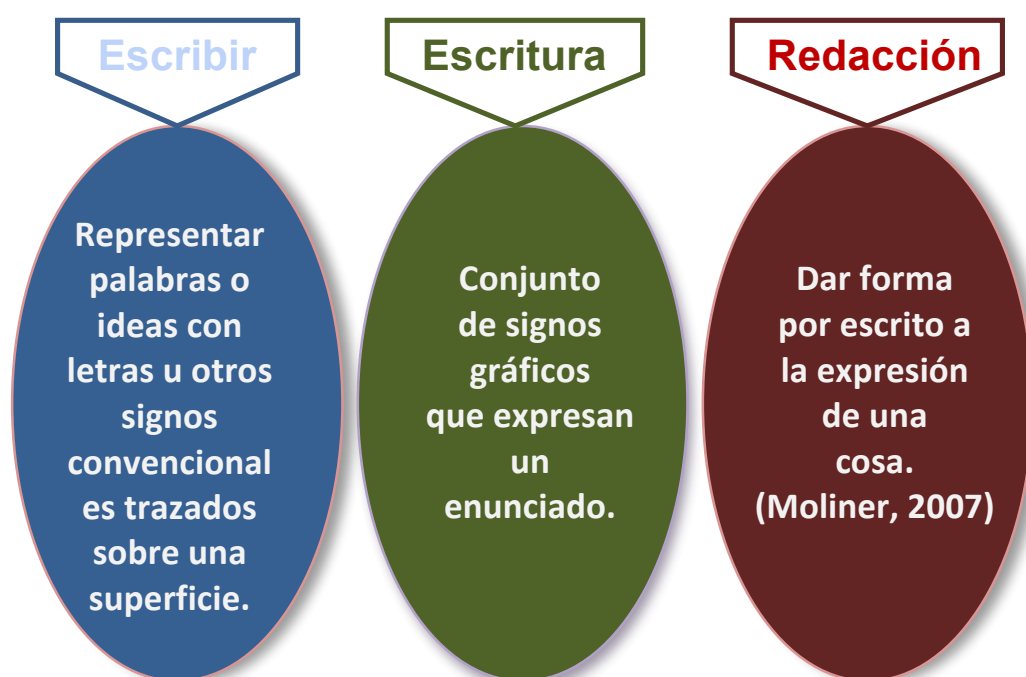 Escribir
Representar
palabras o
ideas con
letras u otros
signos
convencional
es trazados
sobre una
superficie.
Escritura
Conjunto
de signos
gráficos
que expresan
un
enunciado.
Redacción
Dar forma
por escrito a
la expresión
de una
cosa.
(Moliner, 2007)